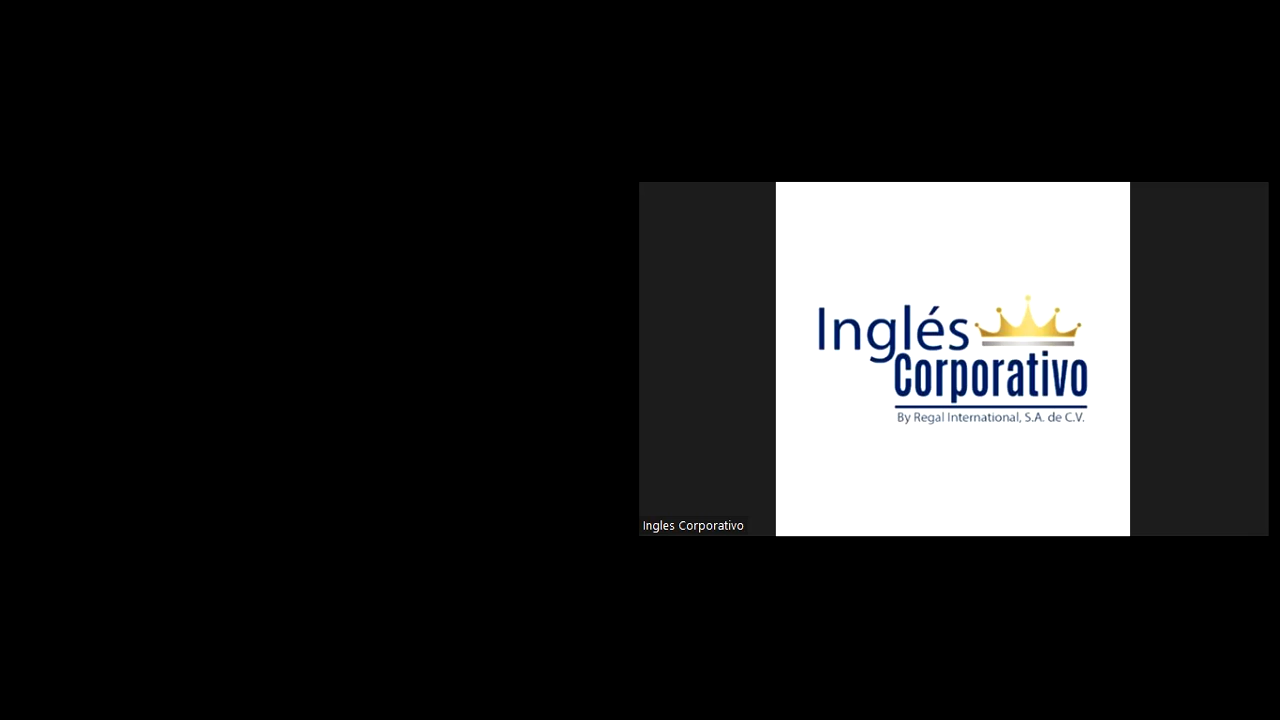 Inglés
Corporativo
By Regal International, S.A. de C.V.
Ingles Corporativo